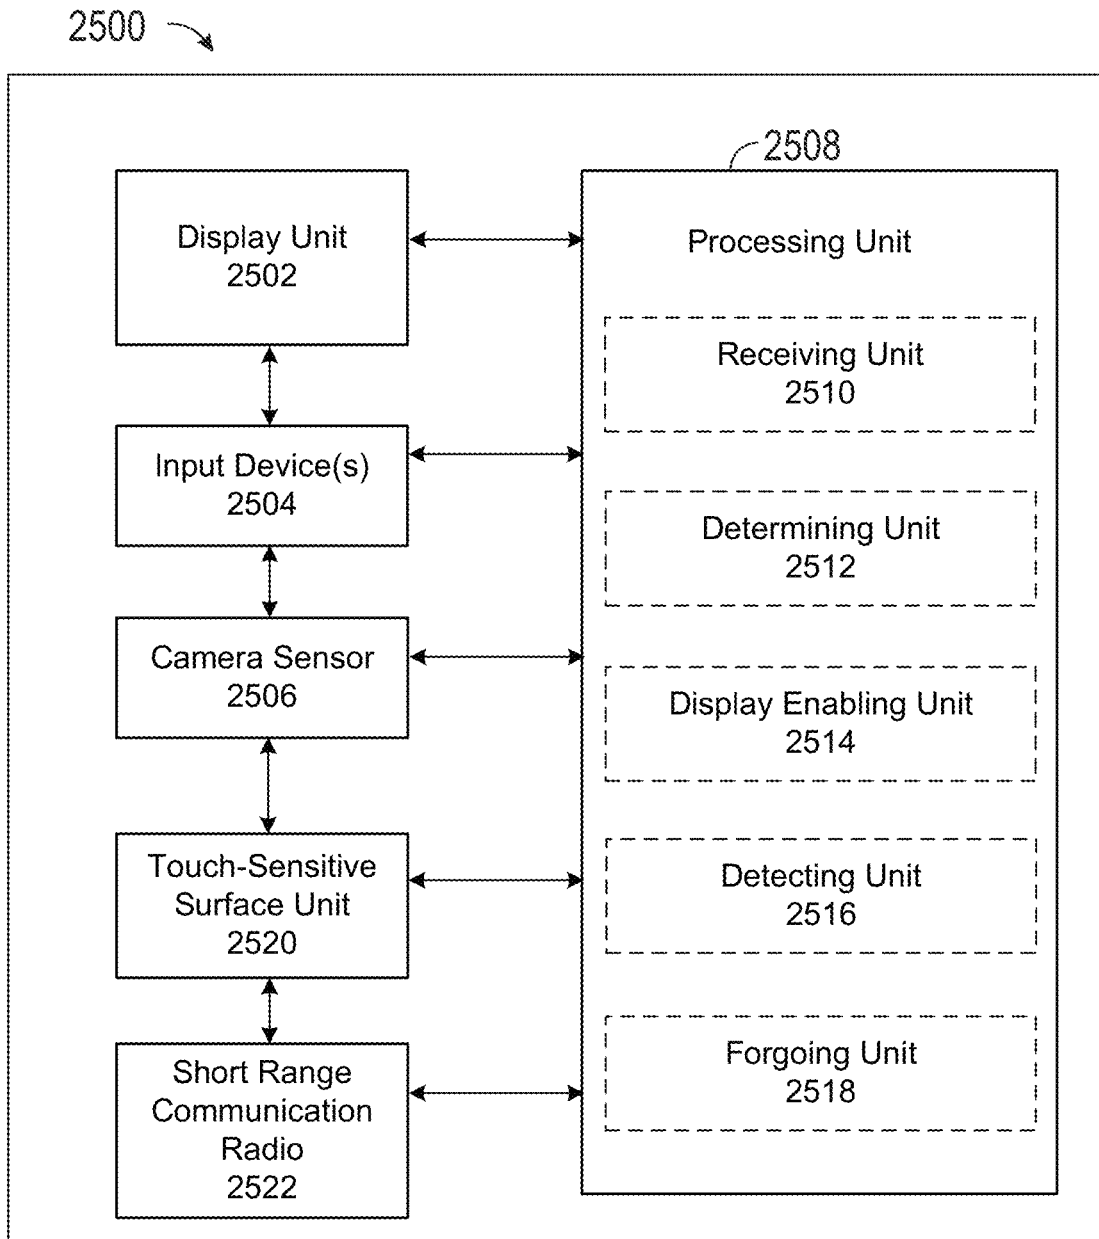 2500
2508
Display Unit
2502
Processing Unit
Receiving Unit
2510
Input Device(s)
2504
Determining Unit
2512
Camera Sensor
2506
Display Enabling Unit
2514
Touch-Sensitive
Surface Unit
2520
Detecting Unit
2516
Short Range
Communication
Radio
2522
Forgoing Unit
2518